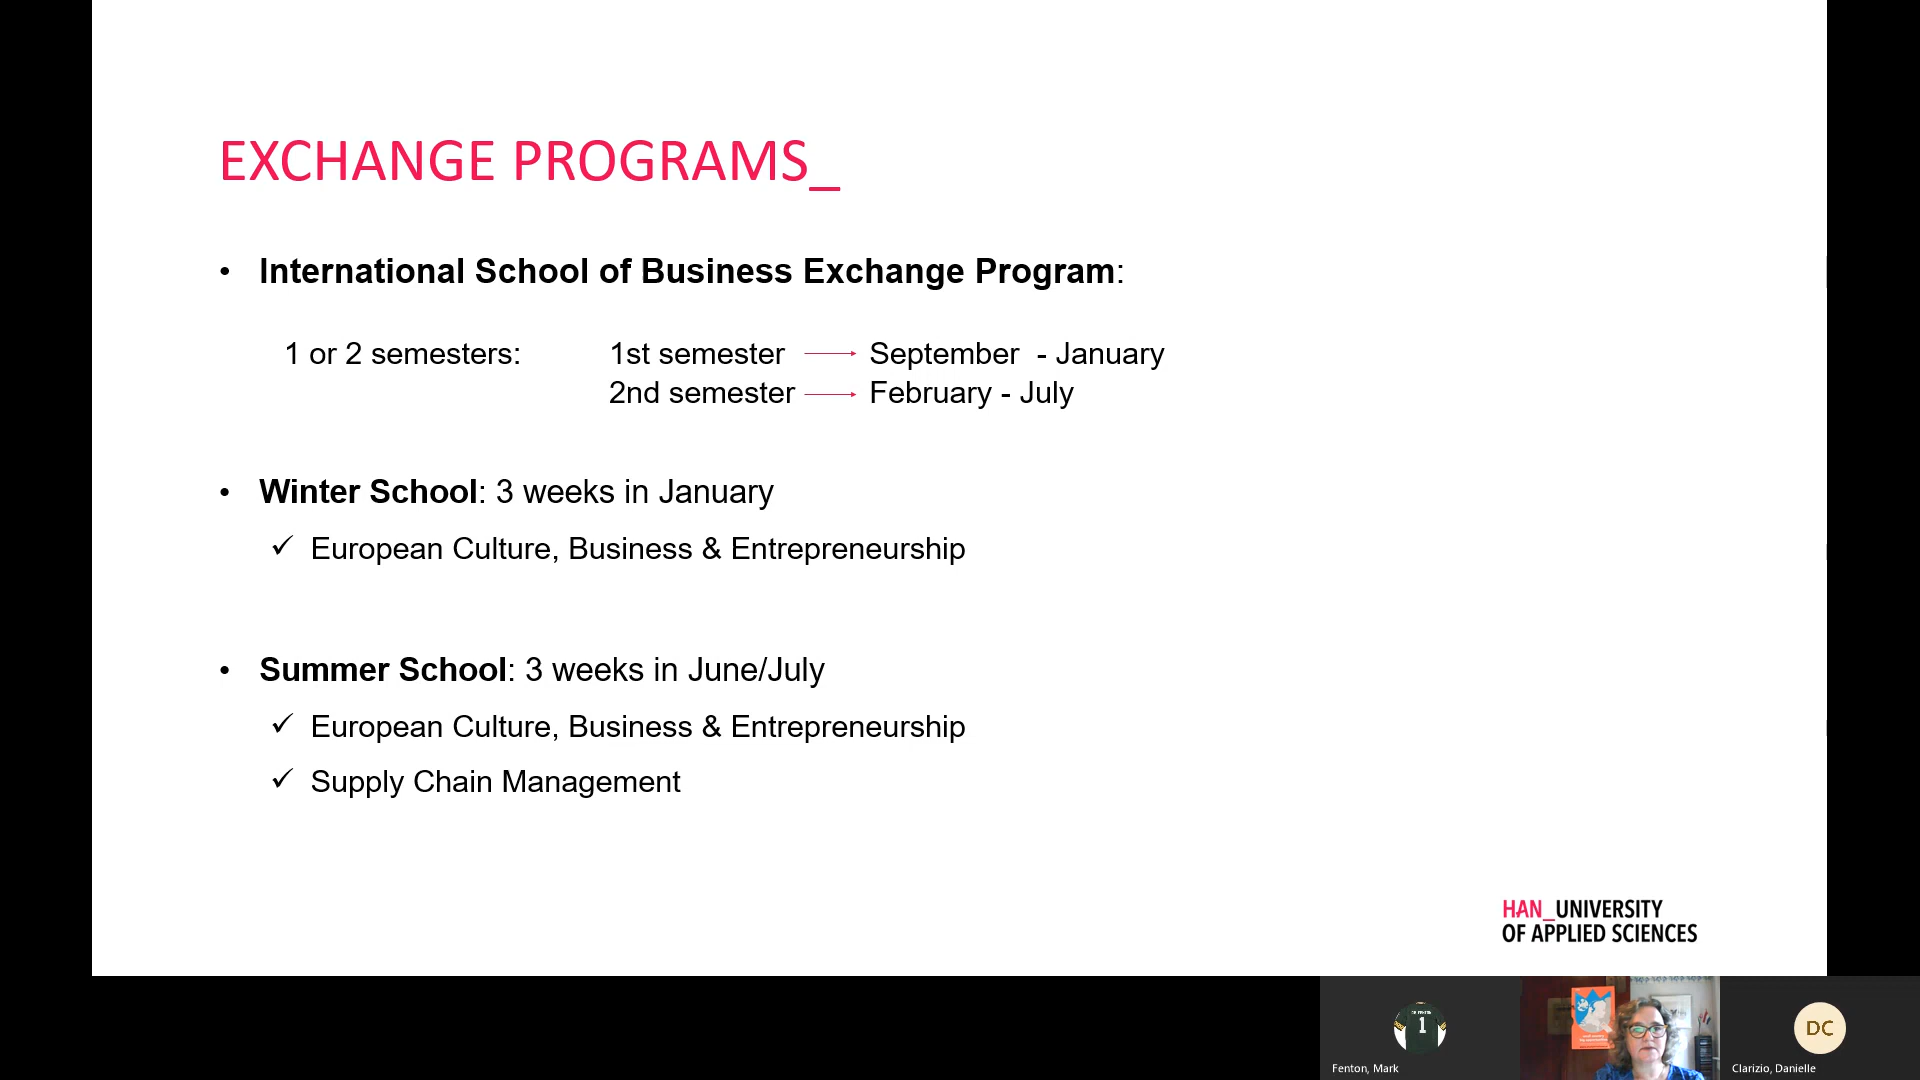 EXCHANGE PROGRAMS_
• International School of Business Exchange Program:
1 or 2 semesters: 1st semester → September - January
2nd semester → February - July
• Winter School: 3 weeks in January
✓ European Culture, Business & Entrepreneurship
• Summer School: 3 weeks in June/July
✓ European Culture, Business & Entrepreneurship
✓ Supply Chain Management
HAN_UNIVERSITY
OF APPLIED SCIENCES
1
DC
Fenton, Mark
Clarizio, Danielle